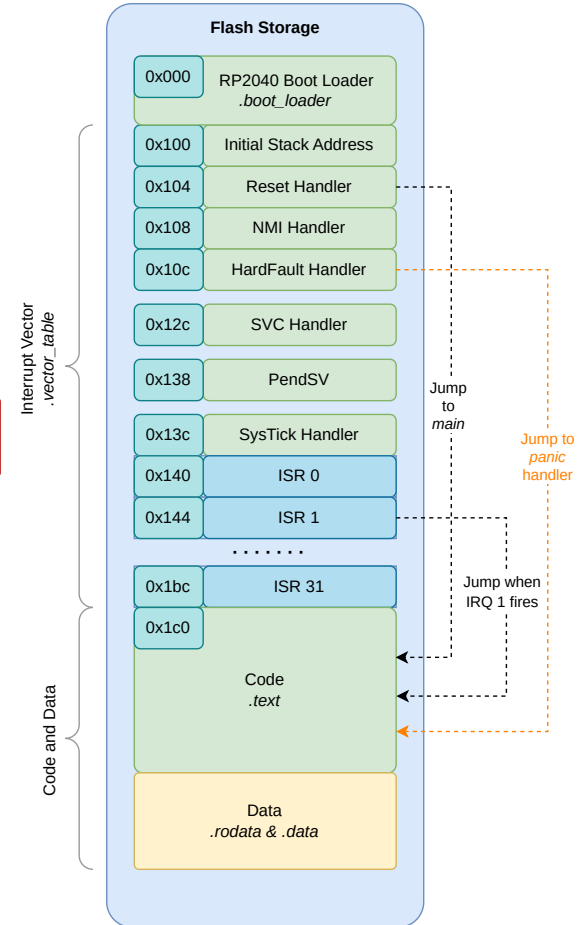 Flash Storage
0x000
RP2040 Boot Loader
.boot_loader
0x100 Initial Stack Address
0x104 Reset Handler
0x108 NMI Handler
0x10c HardFault Handler
0x12c SVC Handler
0x138 PendSV
0x13c SysTick Handler
0x140 ISR 0
0x144 ISR 1
. . . . . . .
0x1bc ISR 31
0x1c0
Code
.text
Data
.rodata & .data
Interrupt Vector
.vector_table
Code and Data
Jump
to
main
Jump to
panic
handler
Jump when
IRQ 1 fires